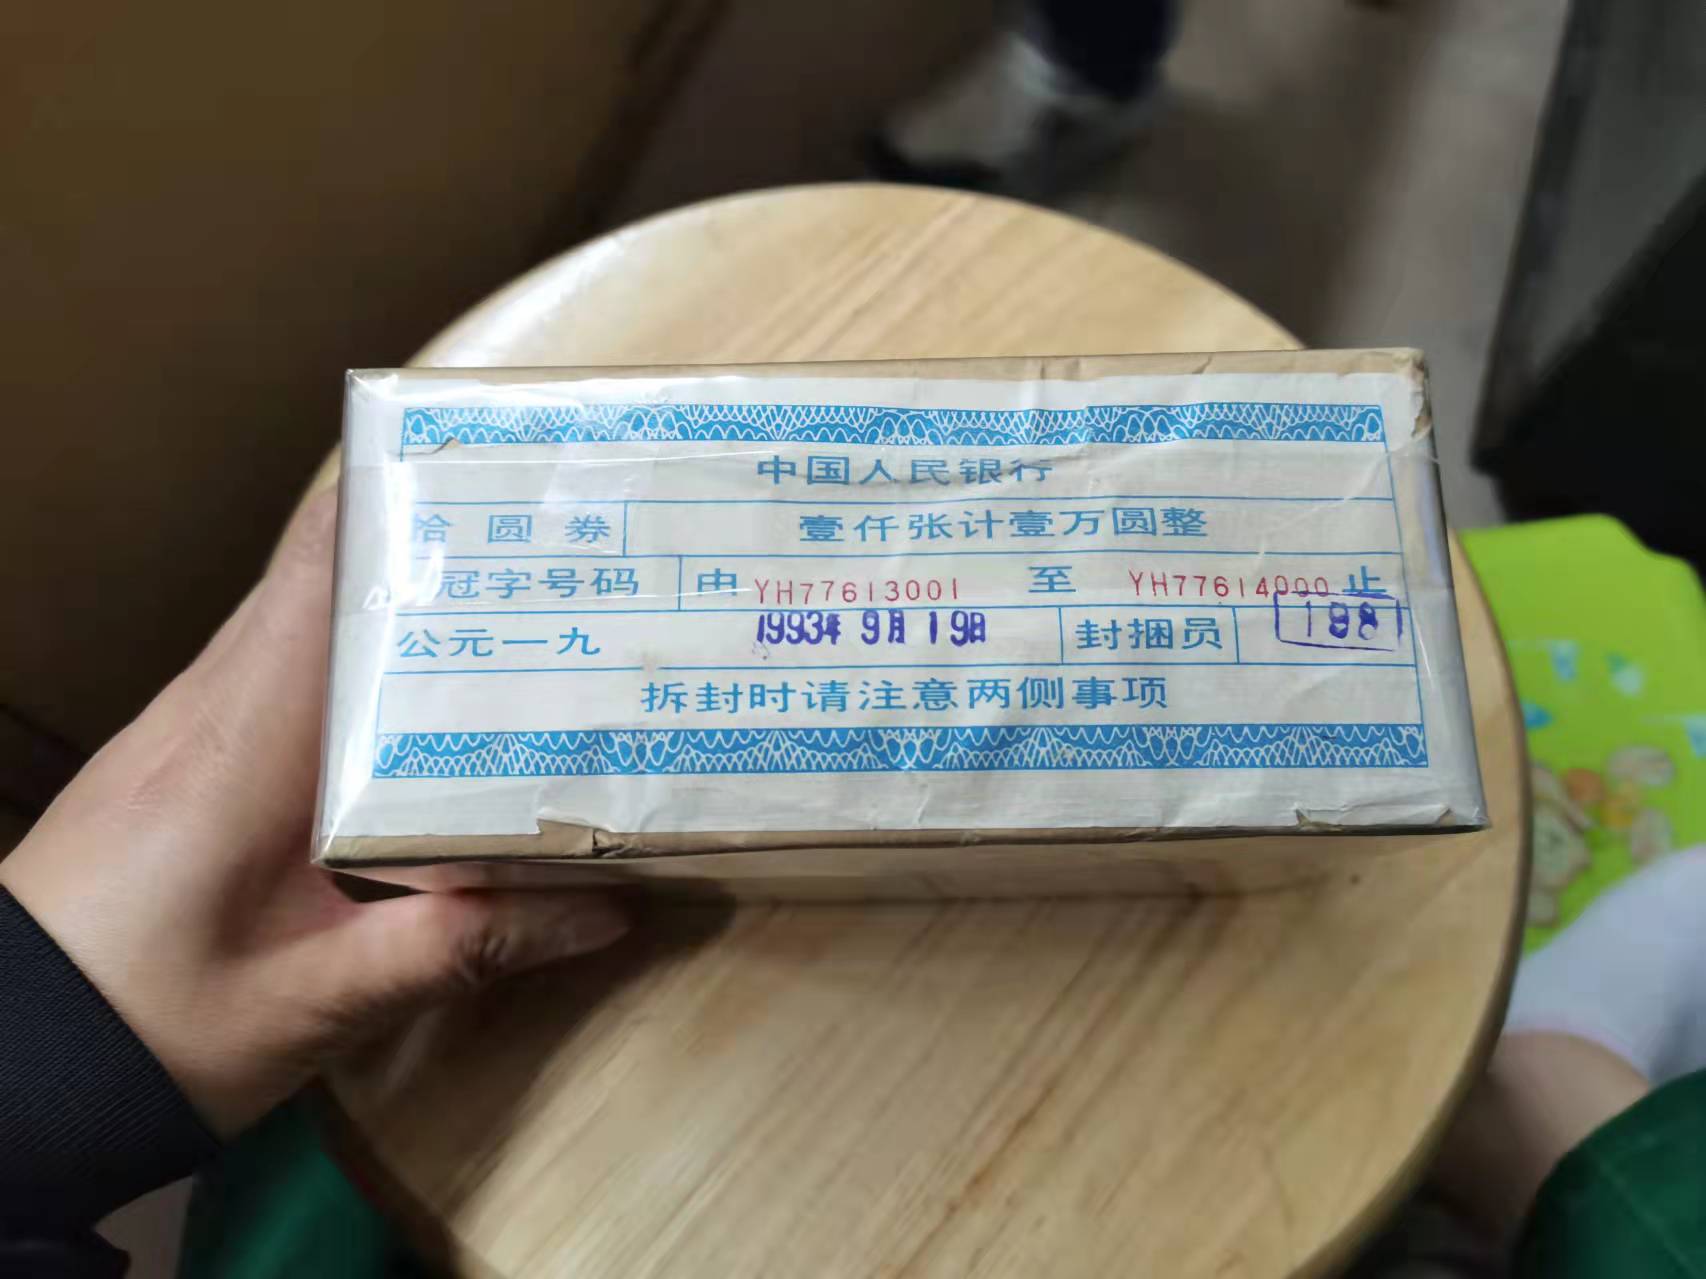 中国人民银行
拾圆券 壹仟张计壹万圆整
冠字号码 由 YH77613001 至 YH77614000 止
公元一九 1993年 9月 19日 封捆员 198
拆封时请注意两侧事项